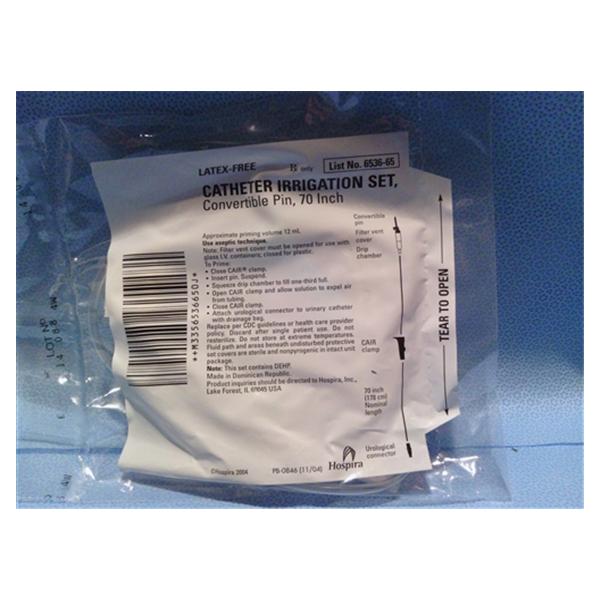 LATEX-FREE
℞ only
List No. 6536-65
CATHETER IRRIGATION SET,
Convertible Pin, 70 Inch
Approximate priming volume 12 mL
Use aseptic technique.
Note: Filter vent cover must be opened for use with
glass I.V. containers; closed for plastic.
To Prime:
• Close CAIR® clamp.
• Insert pin. Suspend.
• Squeeze drip chamber to fill one-third full.
• Open CAIR clamp and allow solution to expel air
from tubing.
• Close CAIR clamp.
• Attach urological connector to urinary catheter
with drainage bag.
Replace per CDC guidelines or health care provider
policy. Discard after single patient use. Do not
resterilize. Do not store at extreme temperatures.
Fluid path and areas beneath undisturbed protective
set covers are sterile and nonpyrogenic in intact unit
package.
Note: This set contains DEHP.
Made in Dominican Republic.
Product inquiries should be directed to Hospira, Inc.,
Lake Forest, IL 60045 USA
©Hospira 2004
PB-0846 (11/04)
Hospira
Convertible
pin
Filter vent
cover
Drip
chamber
CAIR
clamp
70 inch
(178 cm)
Nominal
length
Urological
connector
TEAR TO OPEN
*+M3356536650J*
LOT NO